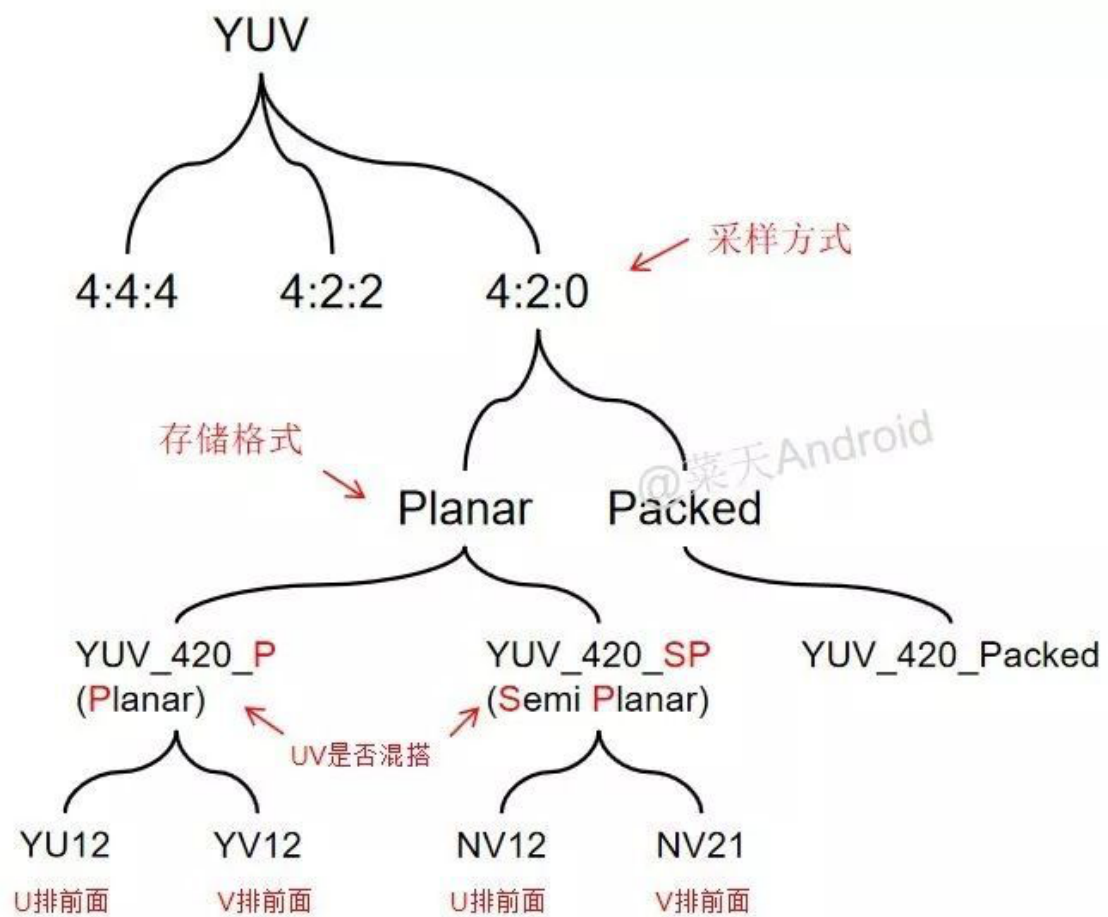 YUV
采样方式
4:4:4 4:2:2 4:2:0
存储格式
@菜天Android
Planar Packed
YUV_420_P YUV_420_SP YUV_420_Packed
(Planar) (Semi Planar)
UV是否混搭
YU12 YV12 NV12 NV21
U排前面 V排前面 U排前面 V排前面